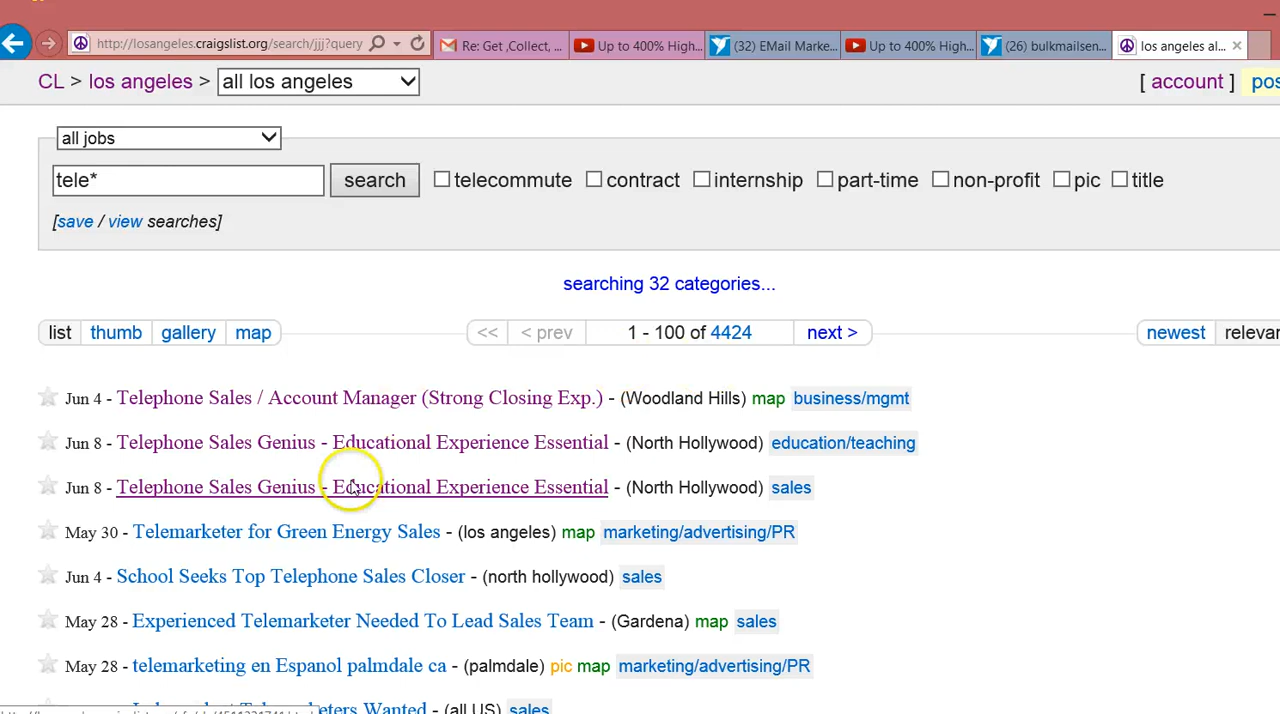 http://losangeles.craigslist.org/search/jjj?query
Re: Get ,Collect, ...
Up to 400% High...
(32) EMail Marke...
Up to 400% High...
(26) bulkmailsen...
los angeles al...
CL > los angeles > all los angeles
[ account ] pos
all jobs
tele* search telecommute contract internship part-time non-profit pic title
[save / view searches]
searching 32 categories...
list thumb gallery map << < prev 1 - 100 of 4424 next > newest relevan
Jun 4 - Telephone Sales / Account Manager (Strong Closing Exp.) - (Woodland Hills) map business/mgmt
Jun 8 - Telephone Sales Genius - Educational Experience Essential - (North Hollywood) education/teaching
Jun 8 - Telephone Sales Genius - Educational Experience Essential - (North Hollywood) sales
May 30 - Telemarketer for Green Energy Sales - (los angeles) map marketing/advertising/PR
Jun 4 - School Seeks Top Telephone Sales Closer - (north hollywood) sales
May 28 - Experienced Telemarketer Needed To Lead Sales Team - (Gardena) map sales
May 28 - telemarketing en Espanol palmdale ca - (palmdale) pic map marketing/advertising/PR
Wanted - (all US) sales